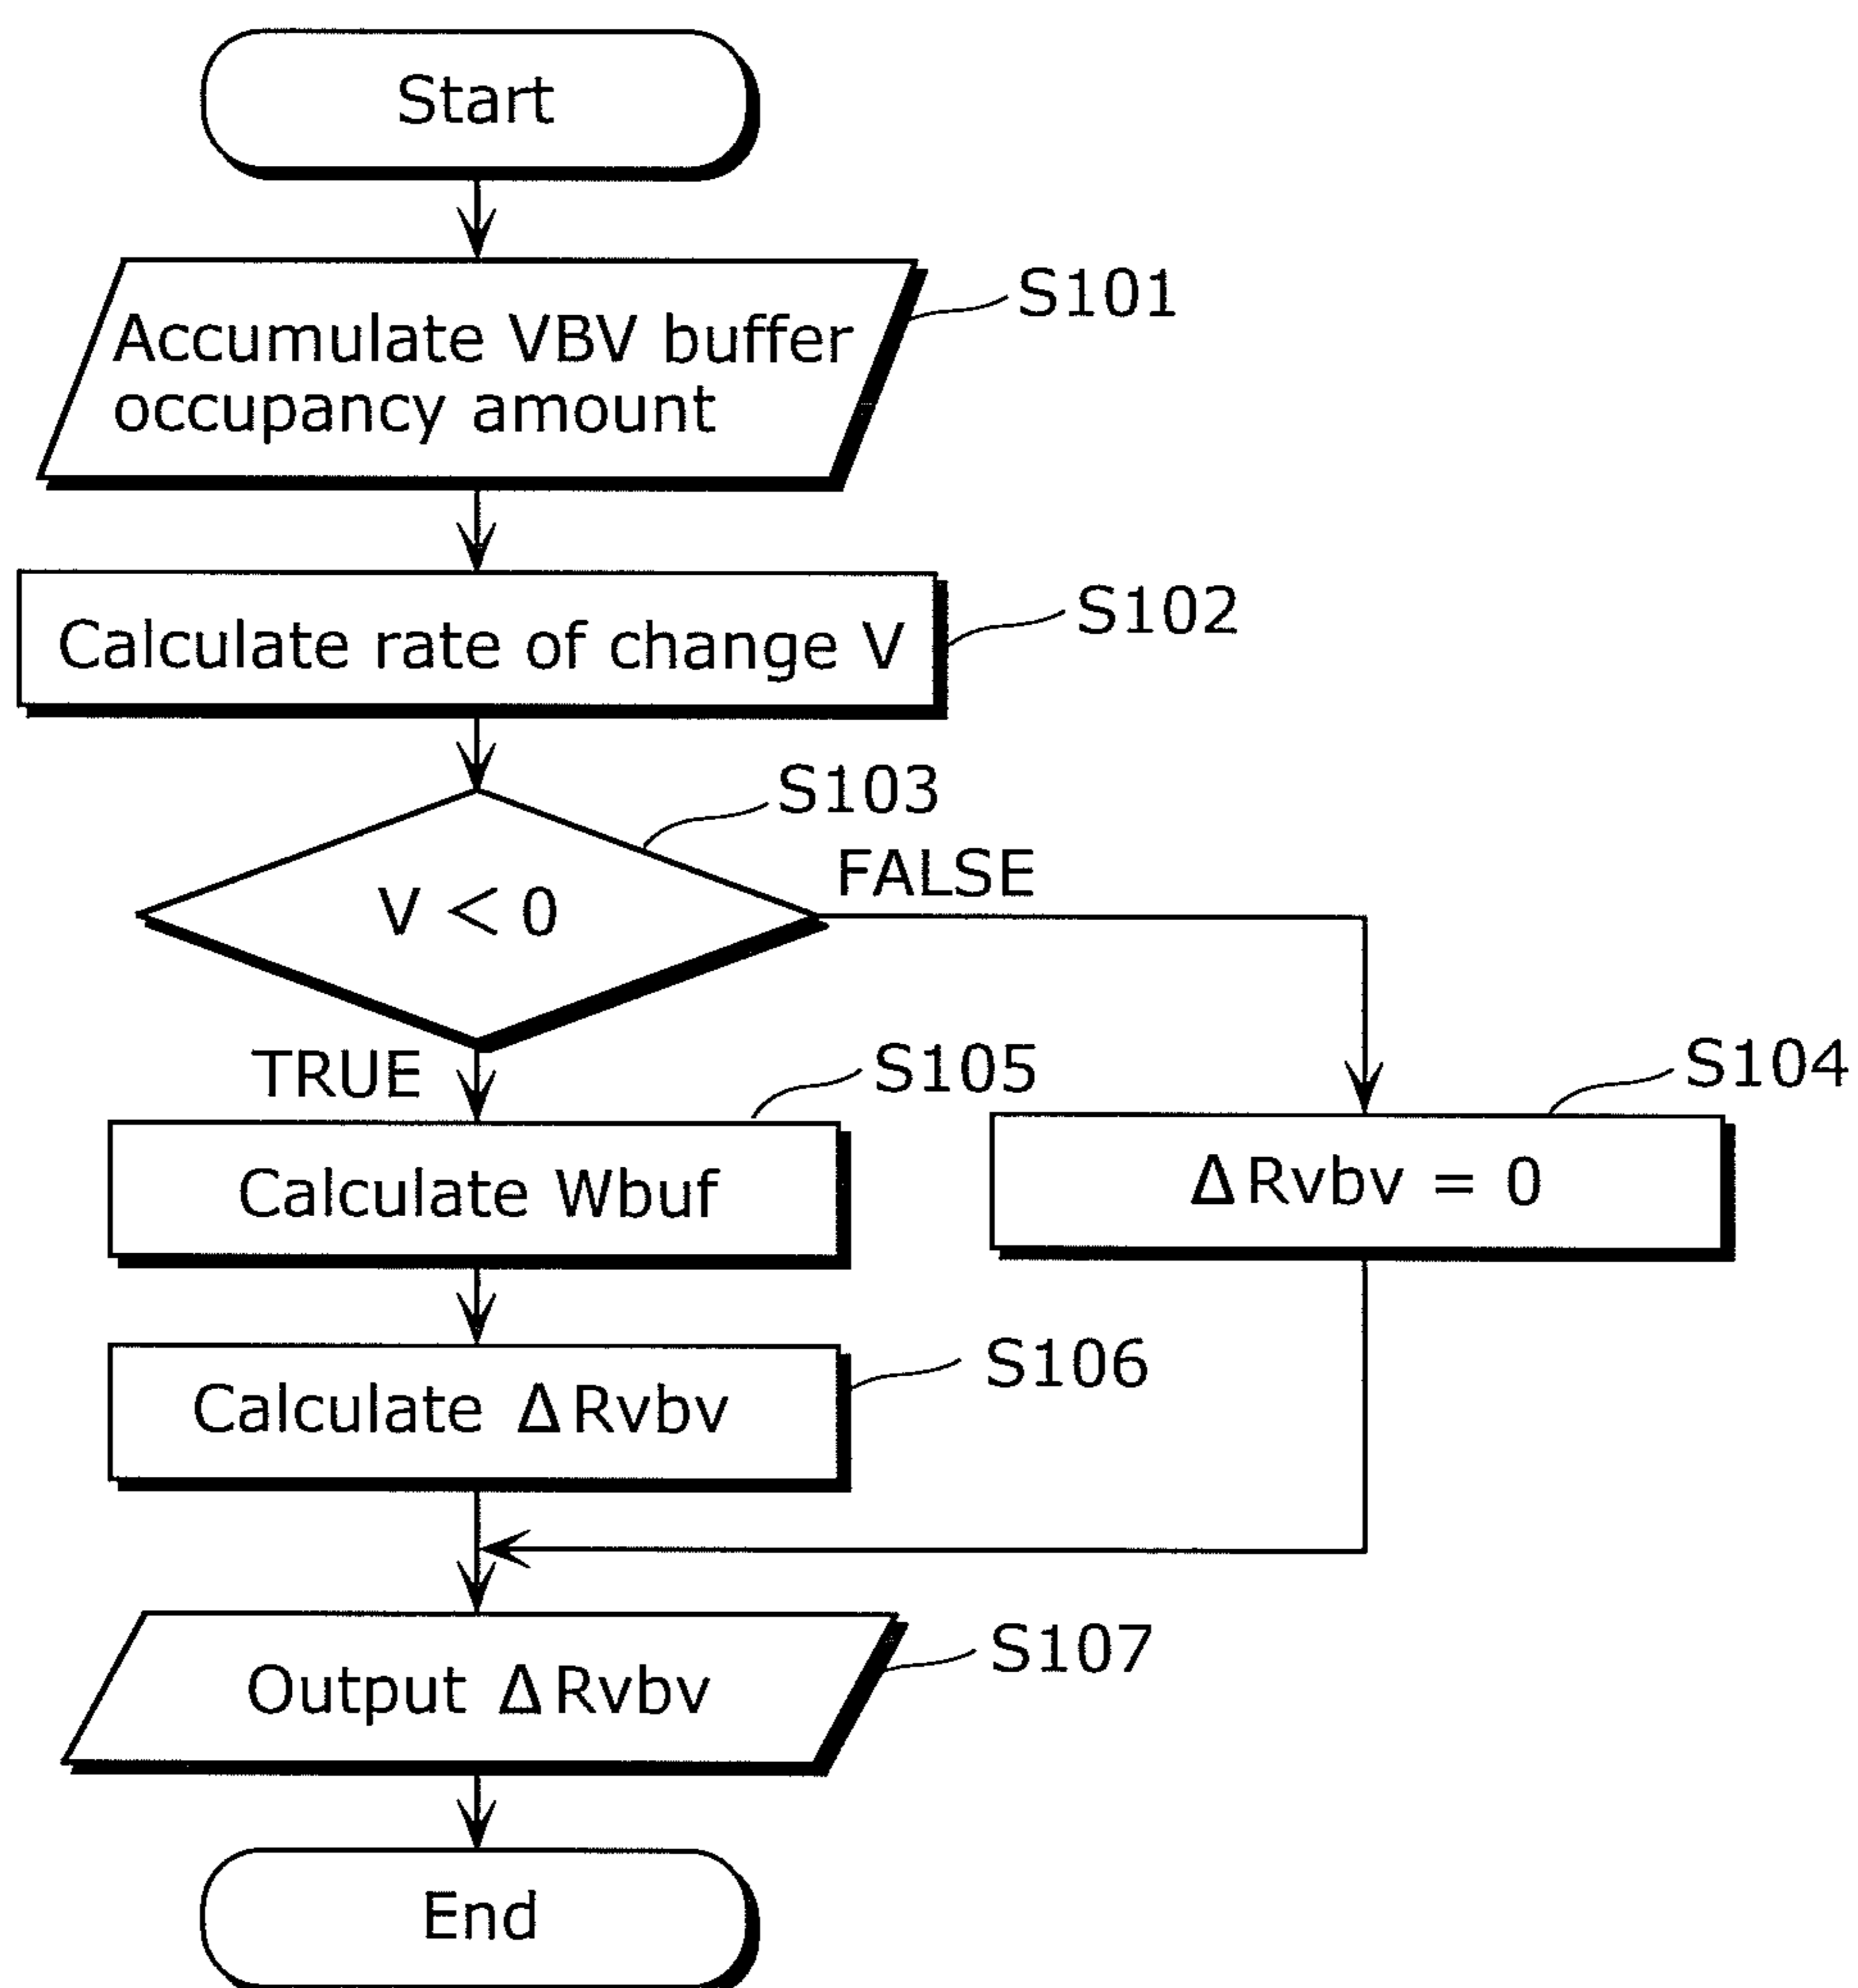 Start
Accumulate VBV buffer
occupancy amount
S101
Calculate rate of change V
S102
S103
V < 0
FALSE
TRUE
S105
S104
Calculate Wbuf
ΔRvbv = 0
Calculate ΔRvbv
S106
Output ΔRvbv
S107
End